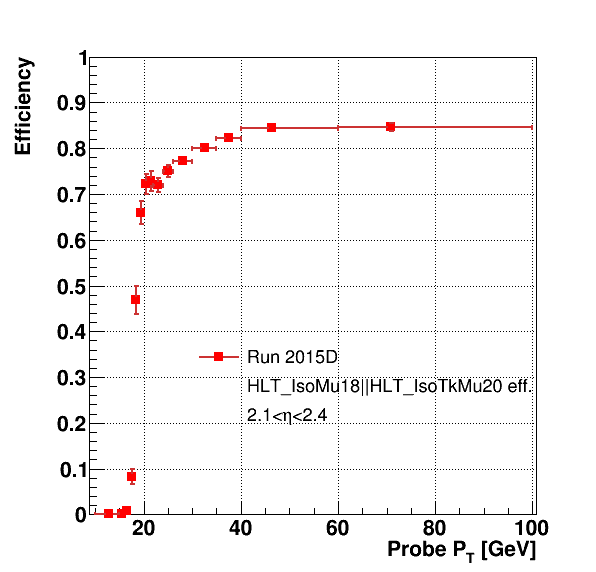 Efficiency
1
0.9
0.8
0.7
0.6
0.5
0.4
0.3
0.2
0.1
0
Run 2015D
HLT_IsoMu18||HLT_IsoTkMu20 eff.
2.1<η<2.4
20 40 60 80 100
Probe P_T [GeV]